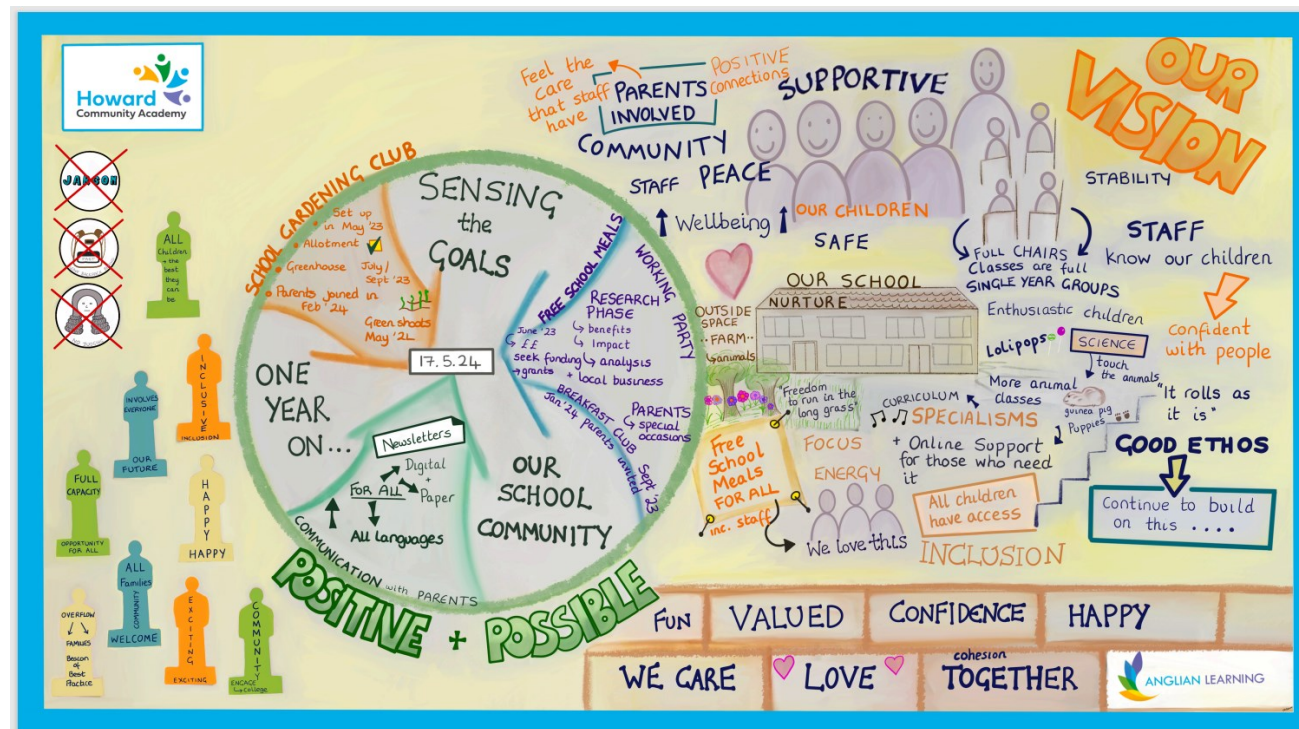 Howard
Community Academy
JARGON
ALL
Children
the
best
they
can
be
INCLUSIVE
INCLUSION
INVOLVES
EVERYONE
OUR
FUTURE
FULL
CAPACITY
OPPORTUNITY
FOR ALL
HAPPY
HAPPY
ALL
Families
COMMUNITY
WELCOME
OVERFLOW
FAMILIES
Beacon
of
Best
Practice
EXCITING
EXCITING
COMMUNITY
ENGAGE
college
SENSING
the
GOALS
SCHOOL GARDENING CLUB
• Set up
in May '23
• Allotment
• Greenhouse
July/
Sept '23
• Parents joined in
Feb '24
Green shoots
May '24
17.5.24
ONE
YEAR
ON...
FREE SCHOOL MEALS
WORKING PARTY
RESEARCH
PHASE
benefits
impact
analysis
June '23
££
seek funding
grants
+ local business
BREAKFAST CLUB Sept '23
Jan '24 parents invited
PARENTS
special
occasions
OUR
SCHOOL
COMMUNITY
Newsletters
Digital
+
Paper
FOR ALL
All languages
COMMUNICATION with PARENTS
POSITIVE + POSSIBLE
OUR
VISION
Feel the
care
that staff
have
PARENTS
INVOLVED
POSITIVE
Connections
SUPPORTIVE
COMMUNITY
STAFF
PEACE
Wellbeing
OUR CHILDREN
SAFE
STABILITY
FULL CHAIRS
Classes are full
SINGLE YEAR GROUPS
STAFF
know our children
Confident
with people
OUR SCHOOL
NURTURE
OUTSIDE
SPACE
..FARM..
animals
Enthusiastic children
Lolipops
SCIENCE
touch
the animals
More animal
classes
guinea pig
Puppies
"It rolls as
it is"
GOOD ETHOS
Continue to build
on this ....
"Freedom
to run in the
long grass"
CURRICULUM
SPECIALISMS
+ Online Support
for those who need
it
FOCUS
ENERGY
Free
School
Meals
FOR ALL
inc. staff
We love this
All children
have access
INCLUSION
FUN
VALUED
CONFIDENCE
HAPPY
WE CARE
LOVE
cohesion
TOGETHER
ANGLIAN LEARNING